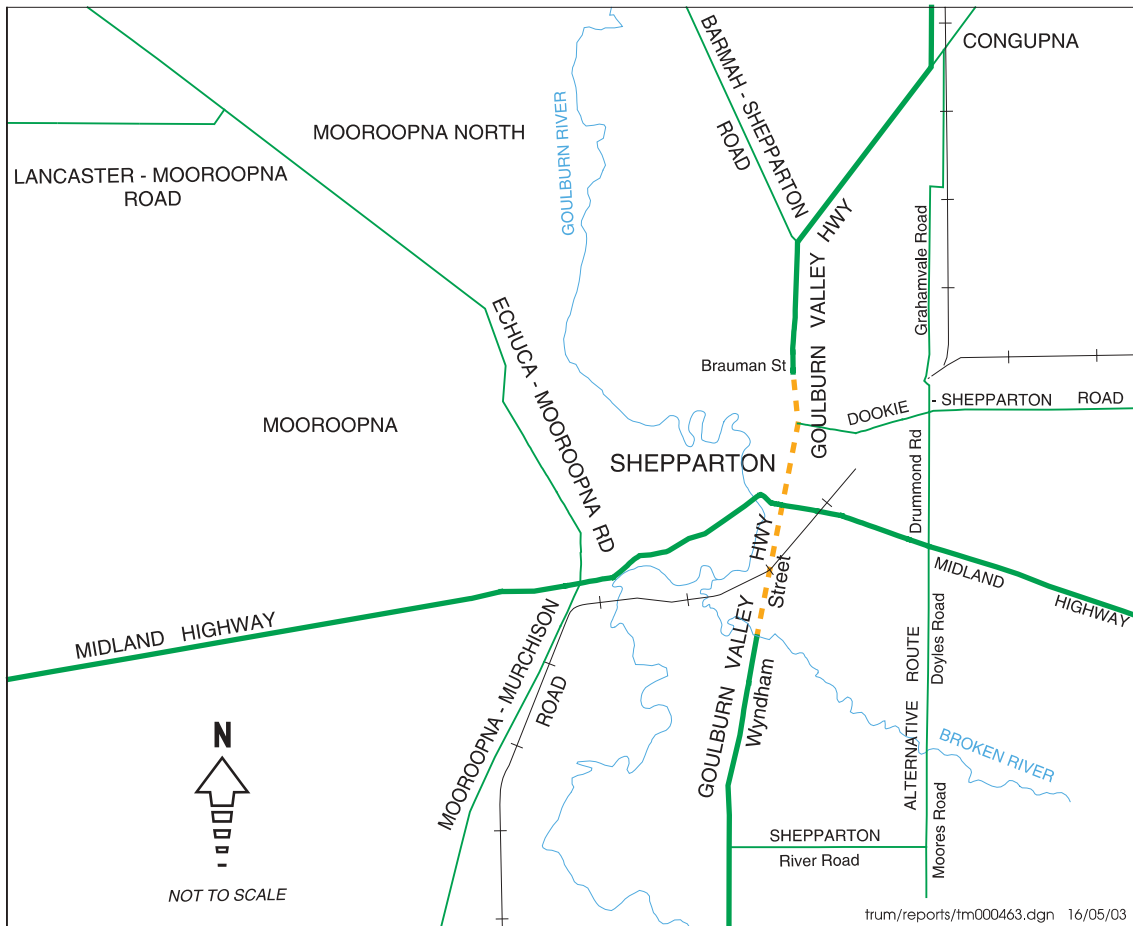 CONGUPNA
BARMAH - SHEPPARTON
ROAD
GOULBURN RIVER
MOOROOPNA NORTH
LANCASTER - MOOROOPNA
ROAD
GOULBURN VALLEY HWY
Grahamvale Road
ECHUCA - MOOROOPNA RD
Brauman St
DOOKIE - SHEPPARTON ROAD
MOOROOPNA
SHEPPARTON
Drummond Rd
MIDLAND HIGHWAY
MIDLAND HIGHWAY
GOULBURN VALLEY HWY
Wyndham Street
MOOROOPNA - MURCHISON
ROAD
ALTERNATIVE ROUTE
Doyles Road
BROKEN RIVER
Moores Road
SHEPPARTON
River Road
N
NOT TO SCALE
trum/reports/tm000463.dgn 16/05/03